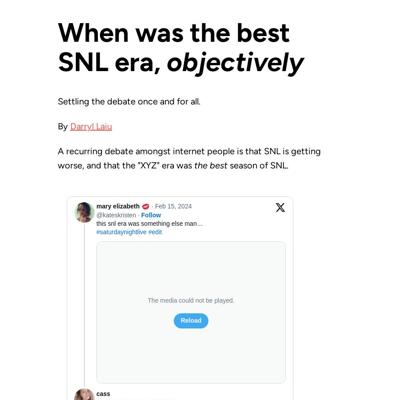 When was the best
SNL era, objectively
Settling the debate once and for all.
By Darryl Laiu
A recurring debate amongst internet people is that SNL is getting
worse, and that the "XYZ" era was the best season of SNL.
mary elizabeth 💋 · Feb 15, 2024
@kateskristen · Follow
this snl era was something else man…
#saturdaynightlive #edit
The media could not be played.
Reload
cass